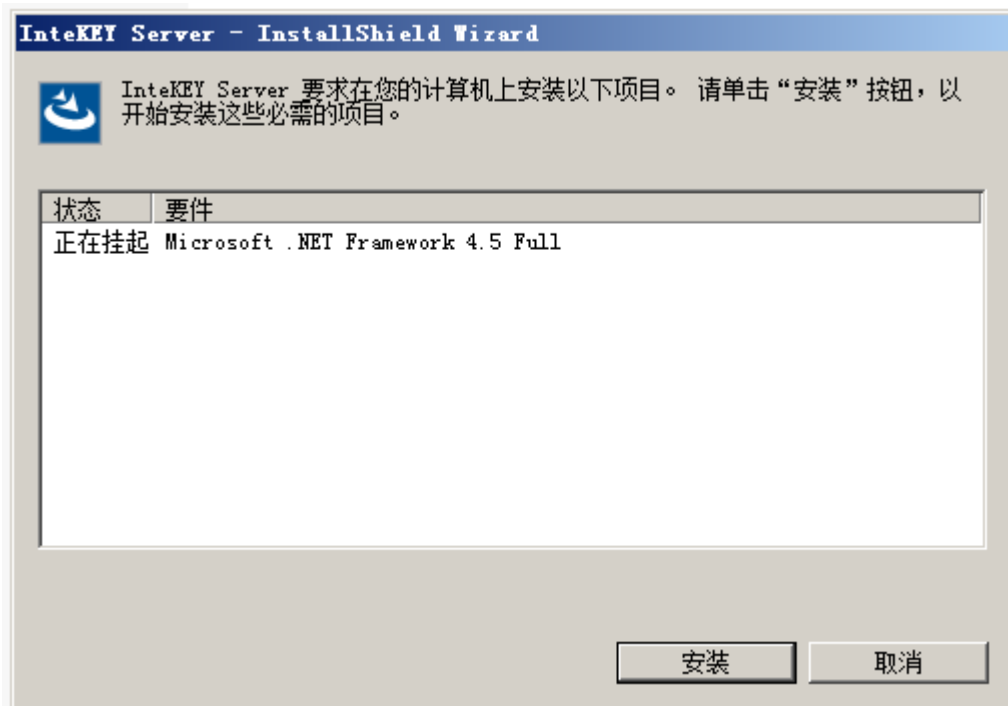 InteKEY Server - InstallShield Wizard
InteKEY Server 要求在您的计算机上安装以下项目。 请单击“安装”按钮，以
开始安装这些必需的项目。
状态 要件
正在挂起 Microsoft .NET Framework 4.5 Full
安装 取消